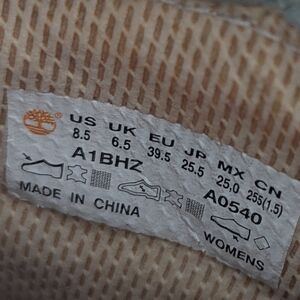 US UK EU JP MX CN
8.5 6.5 39.5 25.5 25.0 255(1.5)
A1BHZ A0540
MADE IN CHINA WOMENS